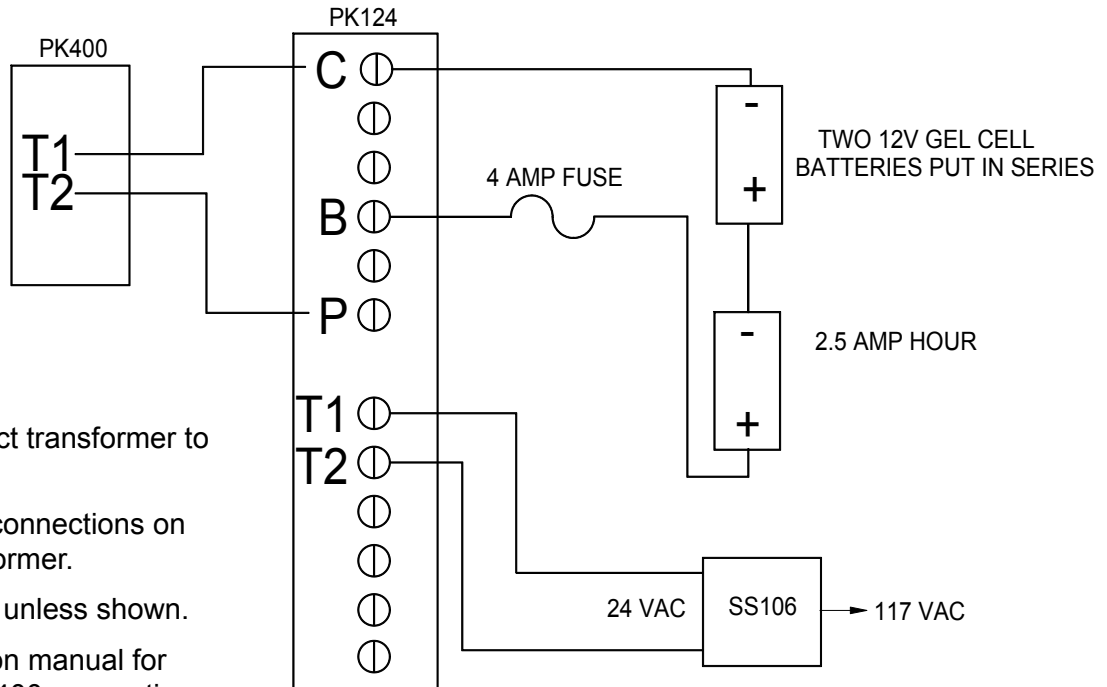 PK124
PK400
C
T1
T2
TWO 12V GEL CELL
BATTERIES PUT IN SERIES
-
+
4 AMP FUSE
B
P
-
+
2.5 AMP HOUR
T1
T2
ct transformer to
connections on
ormer.
unless shown.
on manual for
24 VAC
SS106
117 VAC